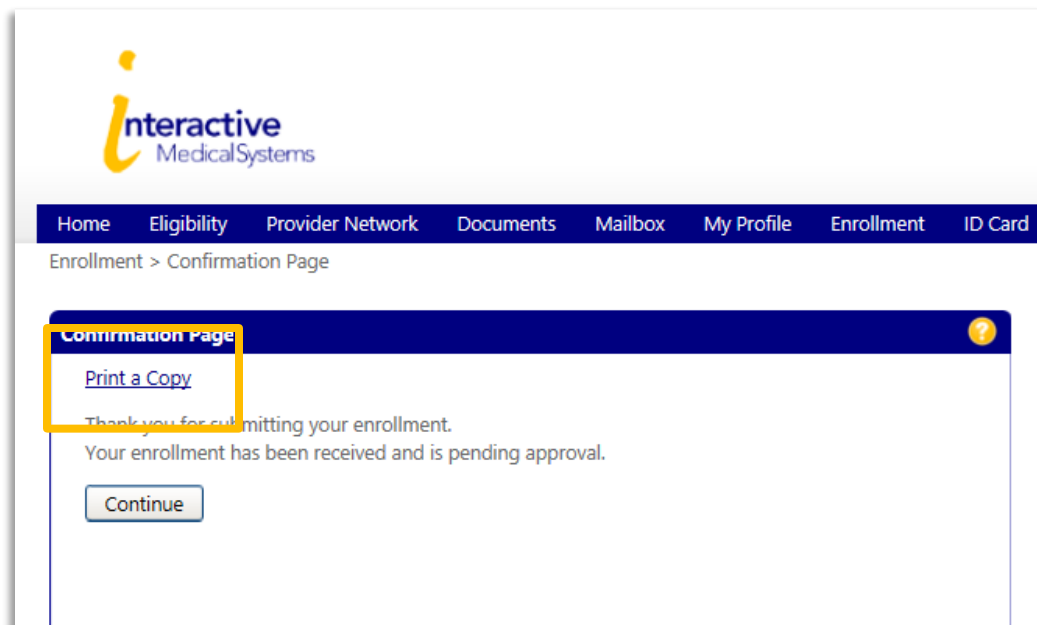 interactive
MedicalSystems
Home Eligibility Provider Network Documents Mailbox My Profile Enrollment ID Card
Enrollment > Confirmation Page
Confirmation Page ?
Print a Copy
Thank you for submitting your enrollment.
Your enrollment has been received and is pending approval.
Continue